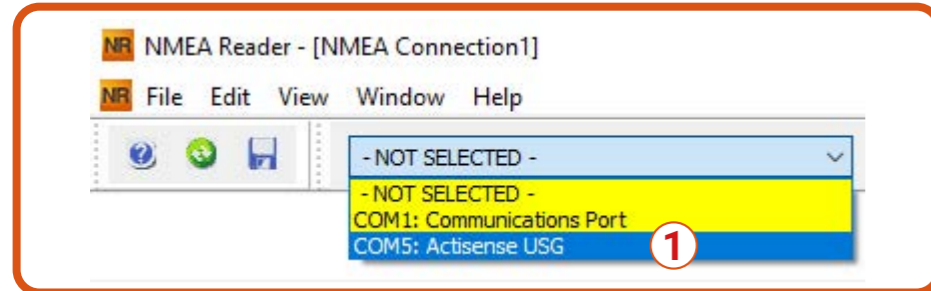 NR NMEA Reader - [NMEA Connection1]
NR File Edit View Window Help
? - NOT SELECTED -
- NOT SELECTED -
COM1: Communications Port
COM5: Actisense USG 1